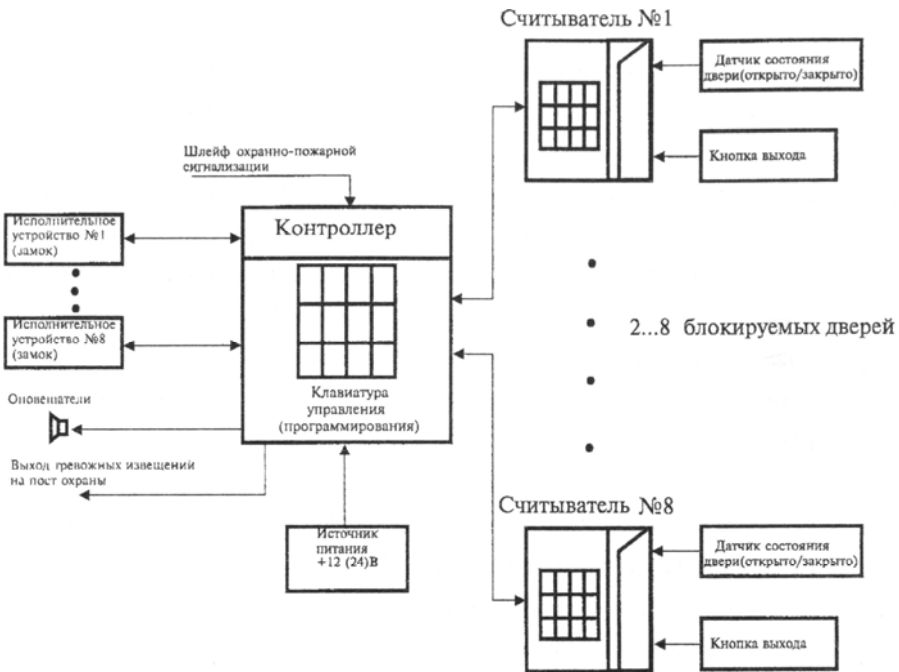 Считыватель №1
Датчик состояния
двери(открыто/закрыто)
Кнопка выхода
Шлейф охранно-пожарной
сигнализации
Исполнительное
устройство №1
(замок)
Контроллер
2...8 блокируемых дверей
Исполнительное
устройство №8
(замок)
Клавиатура
управления
(программирования)
Оповещатели
Выход тревожных извещений
на пост охраны
Источник
питания
+12 (24)В
Считыватель №8
Датчик состояния
двери(открыто/закрыто)
Кнопка выхода